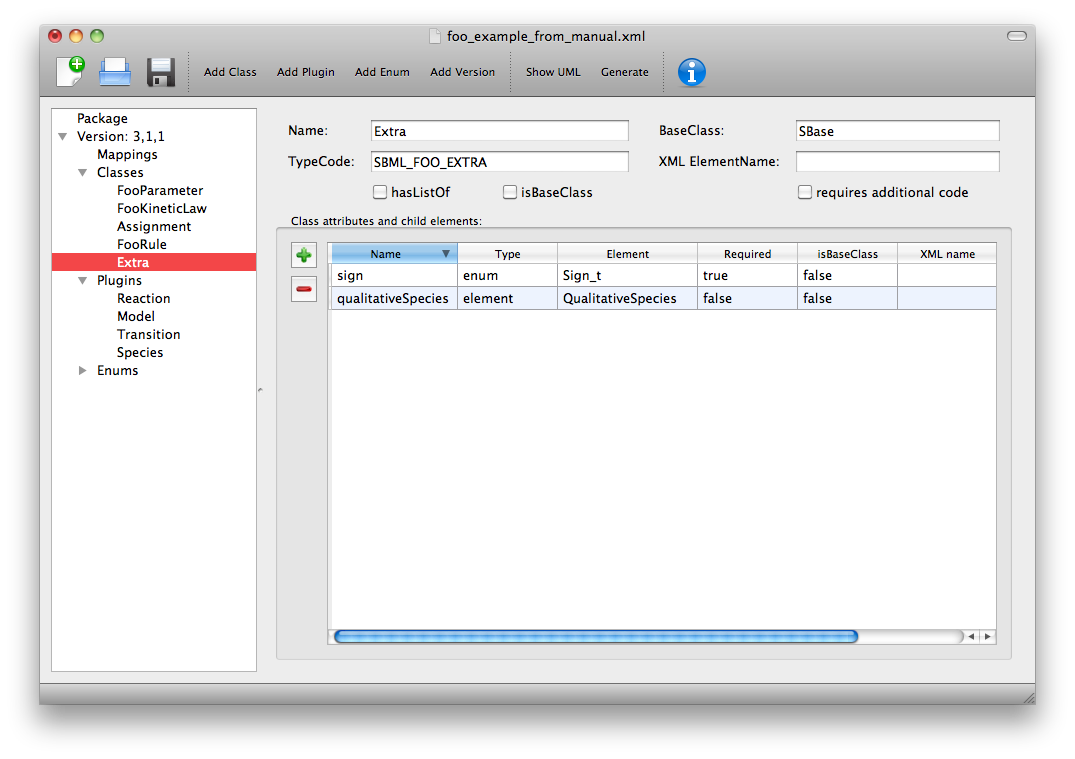 foo_example_from_manual.xml
Add Class Add Plugin Add Enum Add Version Show UML Generate
Package
Version: 3,1,1
Mappings
Classes
FooParameter
FooKineticLaw
Assignment
FooRule
Extra
Plugins
Reaction
Model
Transition
Species
Enums
Name: Extra BaseClass: SBase
TypeCode: SBML_FOO_EXTRA XML ElementName:
hasListOf isBaseClass requires additional code
Class attributes and child elements:
Name Type Element Required isBaseClass XML name
sign enum Sign_t true false
qualitativeSpecies element QualitativeSpecies false false